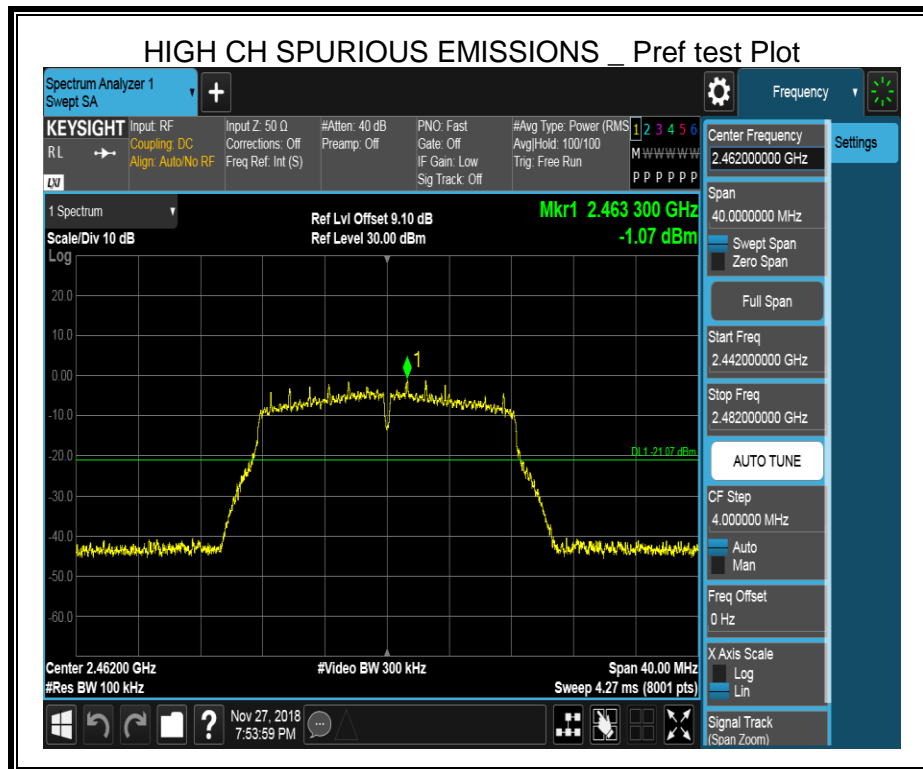 HIGH CH SPURIOUS EMISSIONS _ Pref test Plot
Spectrum Analyzer 1
Swept SA
+
Frequency
KEYSIGHT
RL
LXI
Input: RF
Coupling: DC
Align: Auto/No RF
Input Z: 50 Ω
Corrections: Off
Freq Ref: Int (S)
#Atten: 40 dB
Preamp: Off
PNO: Fast
Gate: Off
IF Gain: Low
Sig Track: Off
#Avg Type: Power (RMS
Avg|Hold: 100/100
Trig: Free Run
1 2 3 4 5 6
M W W W W W
P P P P P P
Center Frequency
2.462000000 GHz
Settings
1 Spectrum
Scale/Div 10 dB
Ref Lvl Offset 9.10 dB
Ref Level 30.00 dBm
Mkr1 2.463 300 GHz
-1.07 dBm
Log
20.0
10.0
0.00
-10.0
-20.0
-30.0
-40.0
-50.0
-60.0
1
DL1 -21.07 dBm
Center 2.46200 GHz
#Res BW 100 kHz
#Video BW 300 kHz
Span 40.00 MHz
Sweep 4.27 ms (8001 pts)
Span
40.0000000 MHz
Swept Span
Zero Span
Full Span
Start Freq
2.442000000 GHz
Stop Freq
2.482000000 GHz
AUTO TUNE
CF Step
4.000000 MHz
Auto
Man
Freq Offset
0 Hz
X Axis Scale
Log
Lin
Signal Track
(Span Zoom)
?
Nov 27, 2018
7:53:59 PM